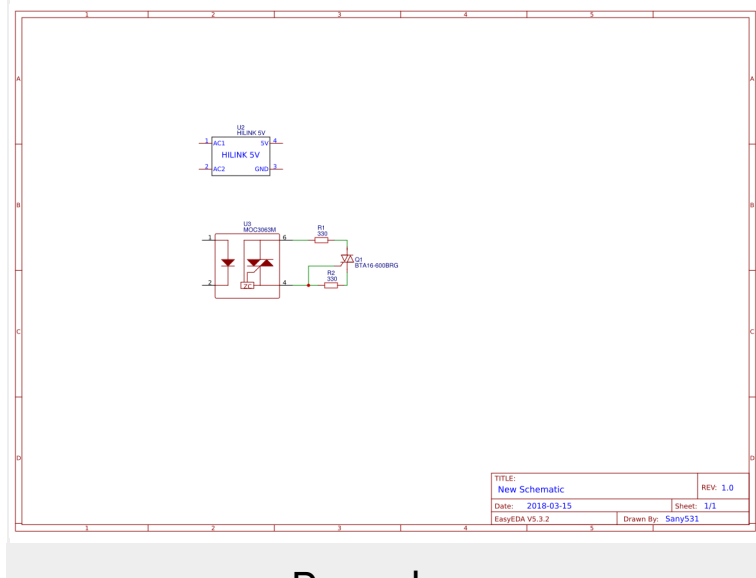 1 2 3 4 5
A A
U2
HILINK 5V
1 AC1 5V 4
HILINK 5V
2 AC2 GND 3
B B
U3
MOC3063M
R1
330
1 6
Q1
BTA16-600BRG
R2
330
2 4
ZC
C C
D D
TITLE:
New Schematic
REV: 1.0
Date: 2018-03-15
Sheet: 1/1
EasyEDA V5.3.2
Drawn By: Sany531
1 2 3 4 5